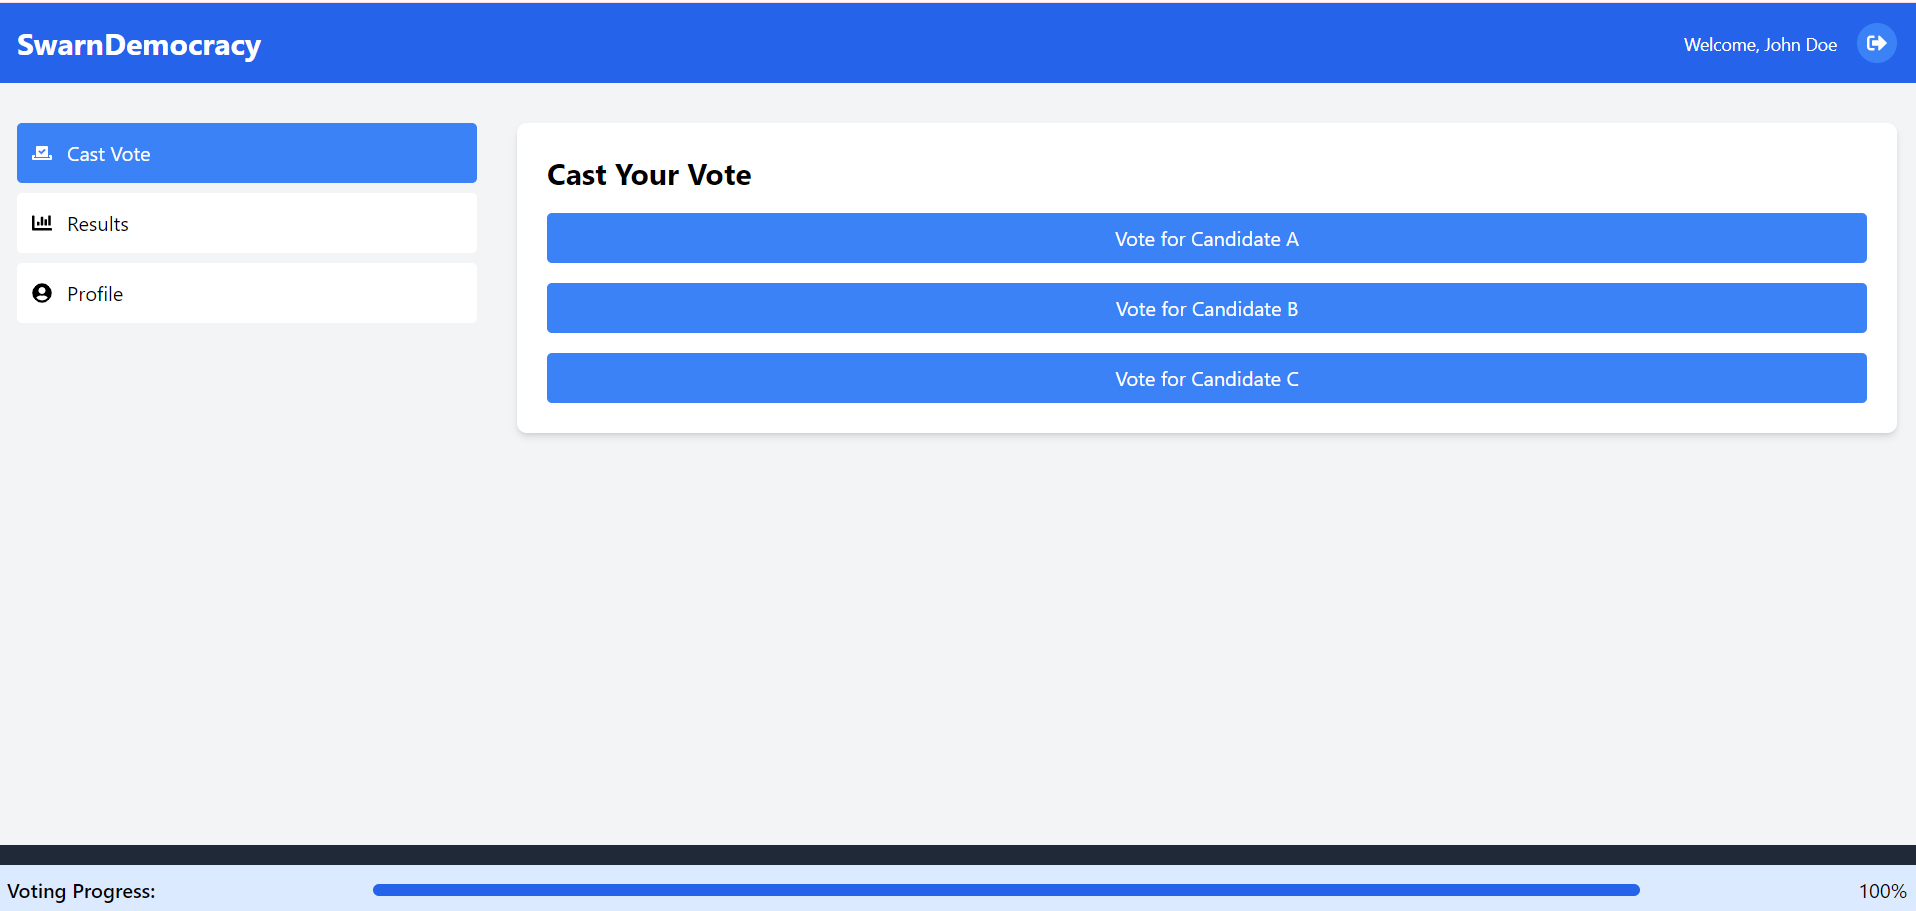 SwarnDemocracy
Welcome, John Doe
Cast Vote
Results
Profile
Cast Your Vote
Vote for Candidate A
Vote for Candidate B
Vote for Candidate C
Voting Progress:
100%